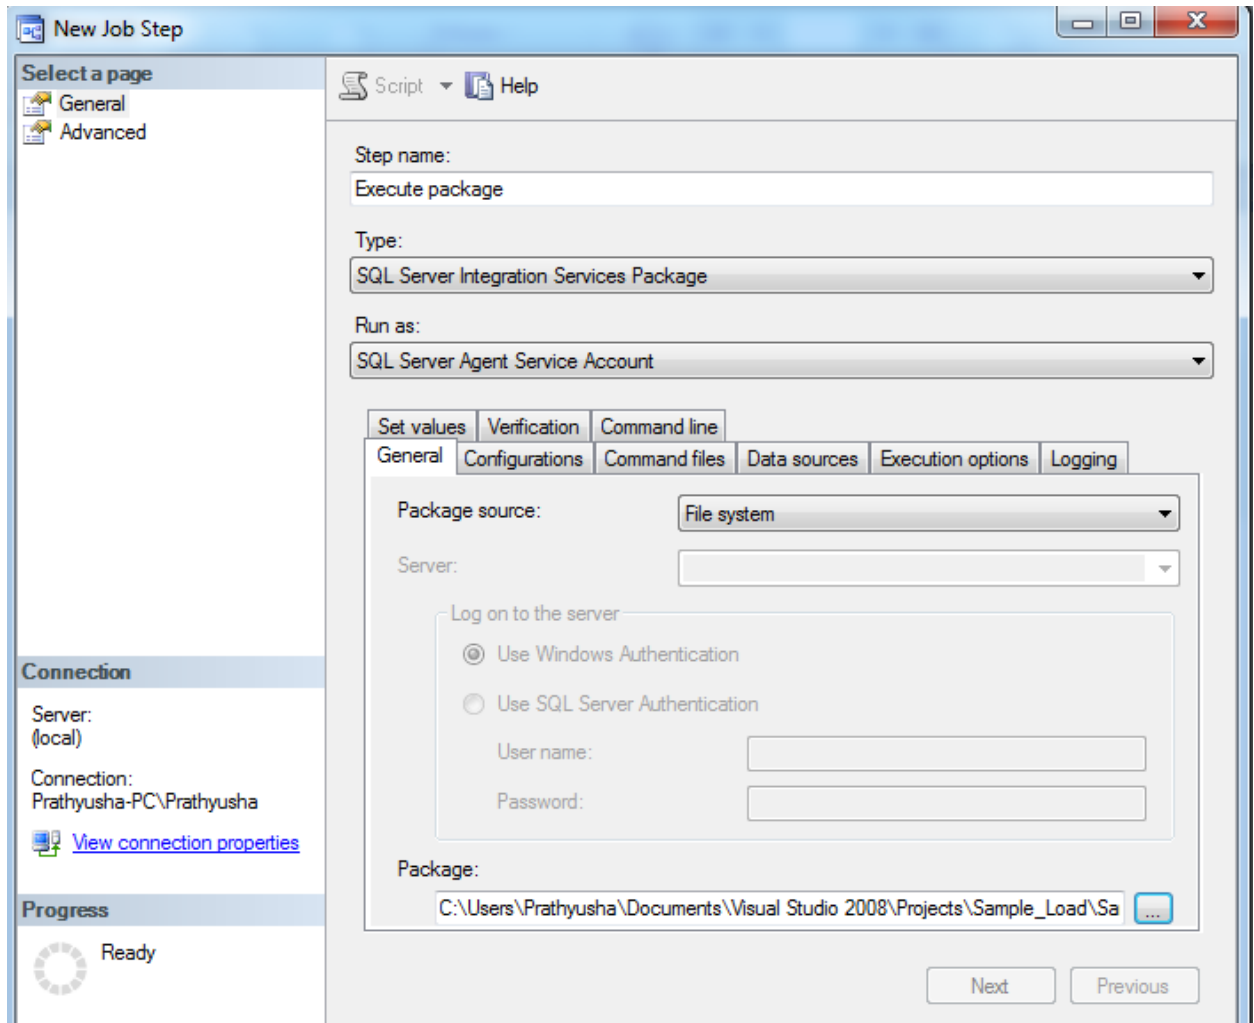 New Job Step
Select a page
General
Advanced
Script
Help
Step name:
Execute package
Type:
SQL Server Integration Services Package
Run as:
SQL Server Agent Service Account
Set values
Verification
Command line
General
Configurations
Command files
Data sources
Execution options
Logging
Package source:
File system
Server:
Log on to the server
Use Windows Authentication
Use SQL Server Authentication
User name:
Password:
Package:
C:\Users\Prathyusha\Documents\Visual Studio 2008\Projects\Sample_Load\Sa
...
Connection
Server:
(local)
Connection:
Prathyusha-PC\Prathyusha
View connection properties
Progress
Ready
Next
Previous